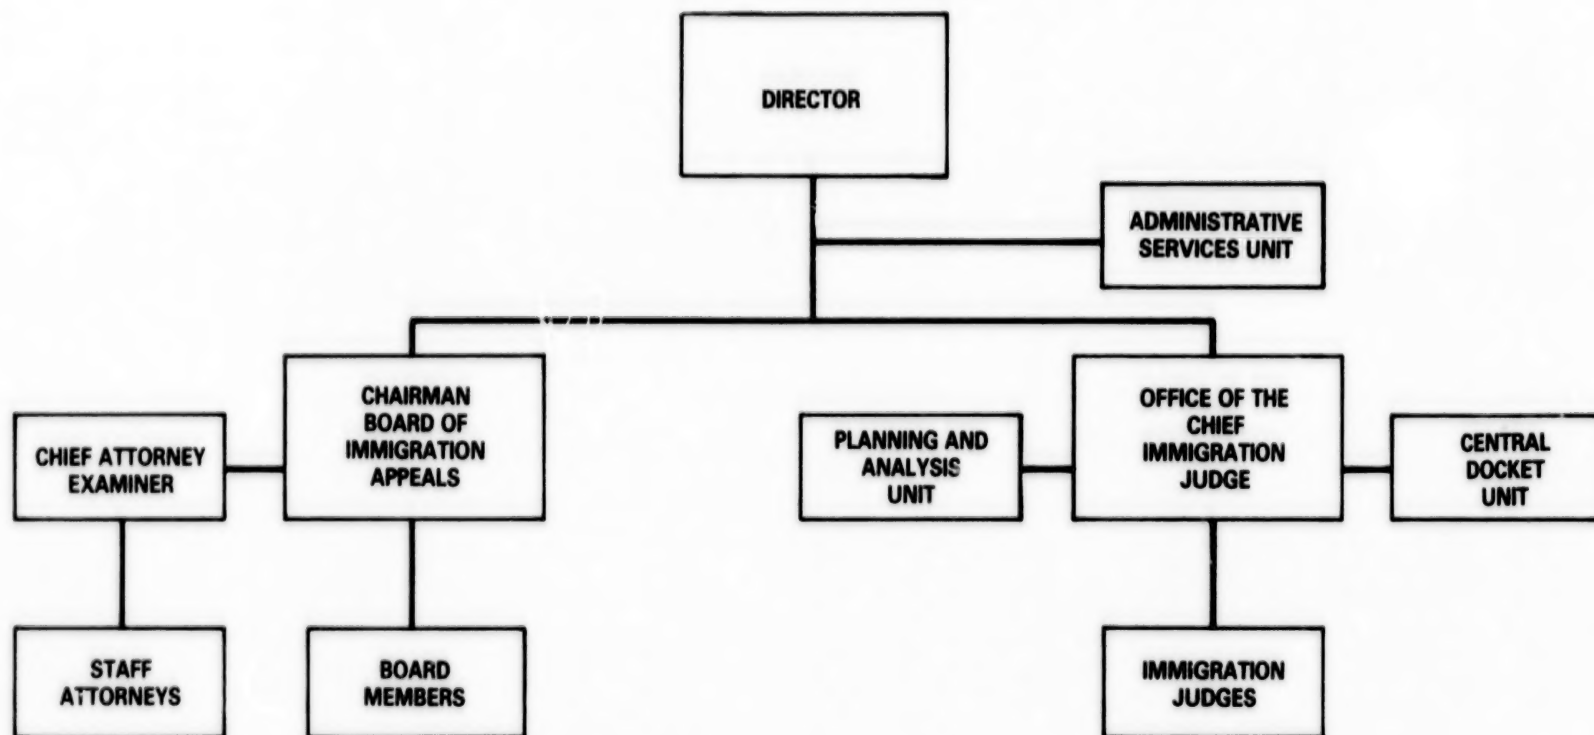 DIRECTOR
ADMINISTRATIVE
SERVICES UNIT
CHAIRMAN
BOARD OF
IMMIGRATION
APPEALS
OFFICE OF THE
CHIEF
IMMIGRATION
JUDGE
CHIEF ATTORNEY
EXAMINER
PLANNING AND
ANALYSIS
UNIT
CENTRAL
DOCKET
UNIT
STAFF
ATTORNEYS
BOARD
MEMBERS
IMMIGRATION
JUDGES